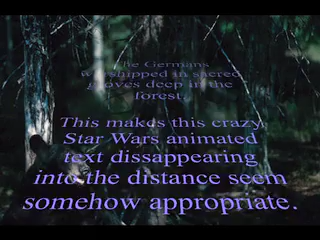 The Germans
worshipped in sacred
groves deep in the
forest.
This makes this crazy
Star Wars animated
text dissappearing
into the distance seem
somehow appropriate.